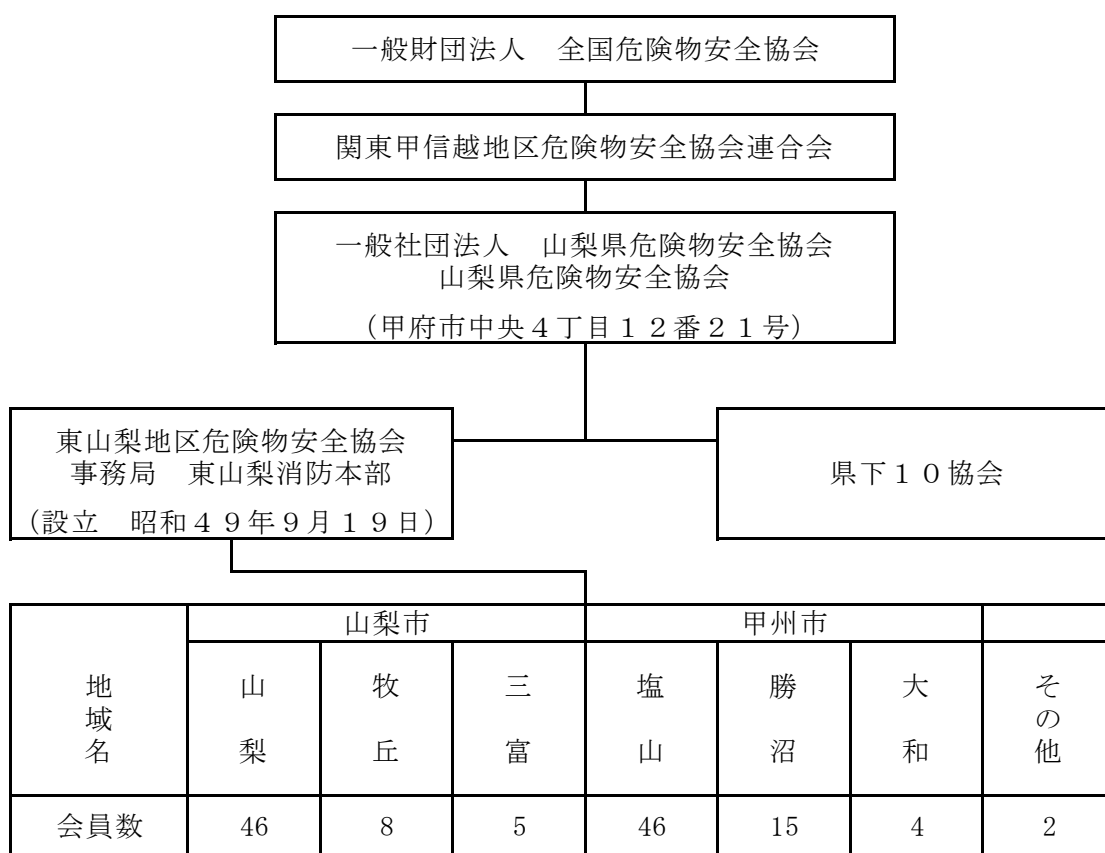 一般財団法人　全国危険物安全協会
関東甲信越地区危険物安全協会連合会
一般社団法人　山梨県危険物安全協会
山梨県危険物安全協会
（甲府市中央４丁目１２番２１号）
東山梨地区危険物安全協会
事務局　東山梨消防本部
（設立　昭和４９年９月１９日）
県下１０協会
地域名
山梨市
甲州市
山梨
牧丘
三富
塩山
勝沼
大和
その他
会員数 46 8 5 46 15 4 2